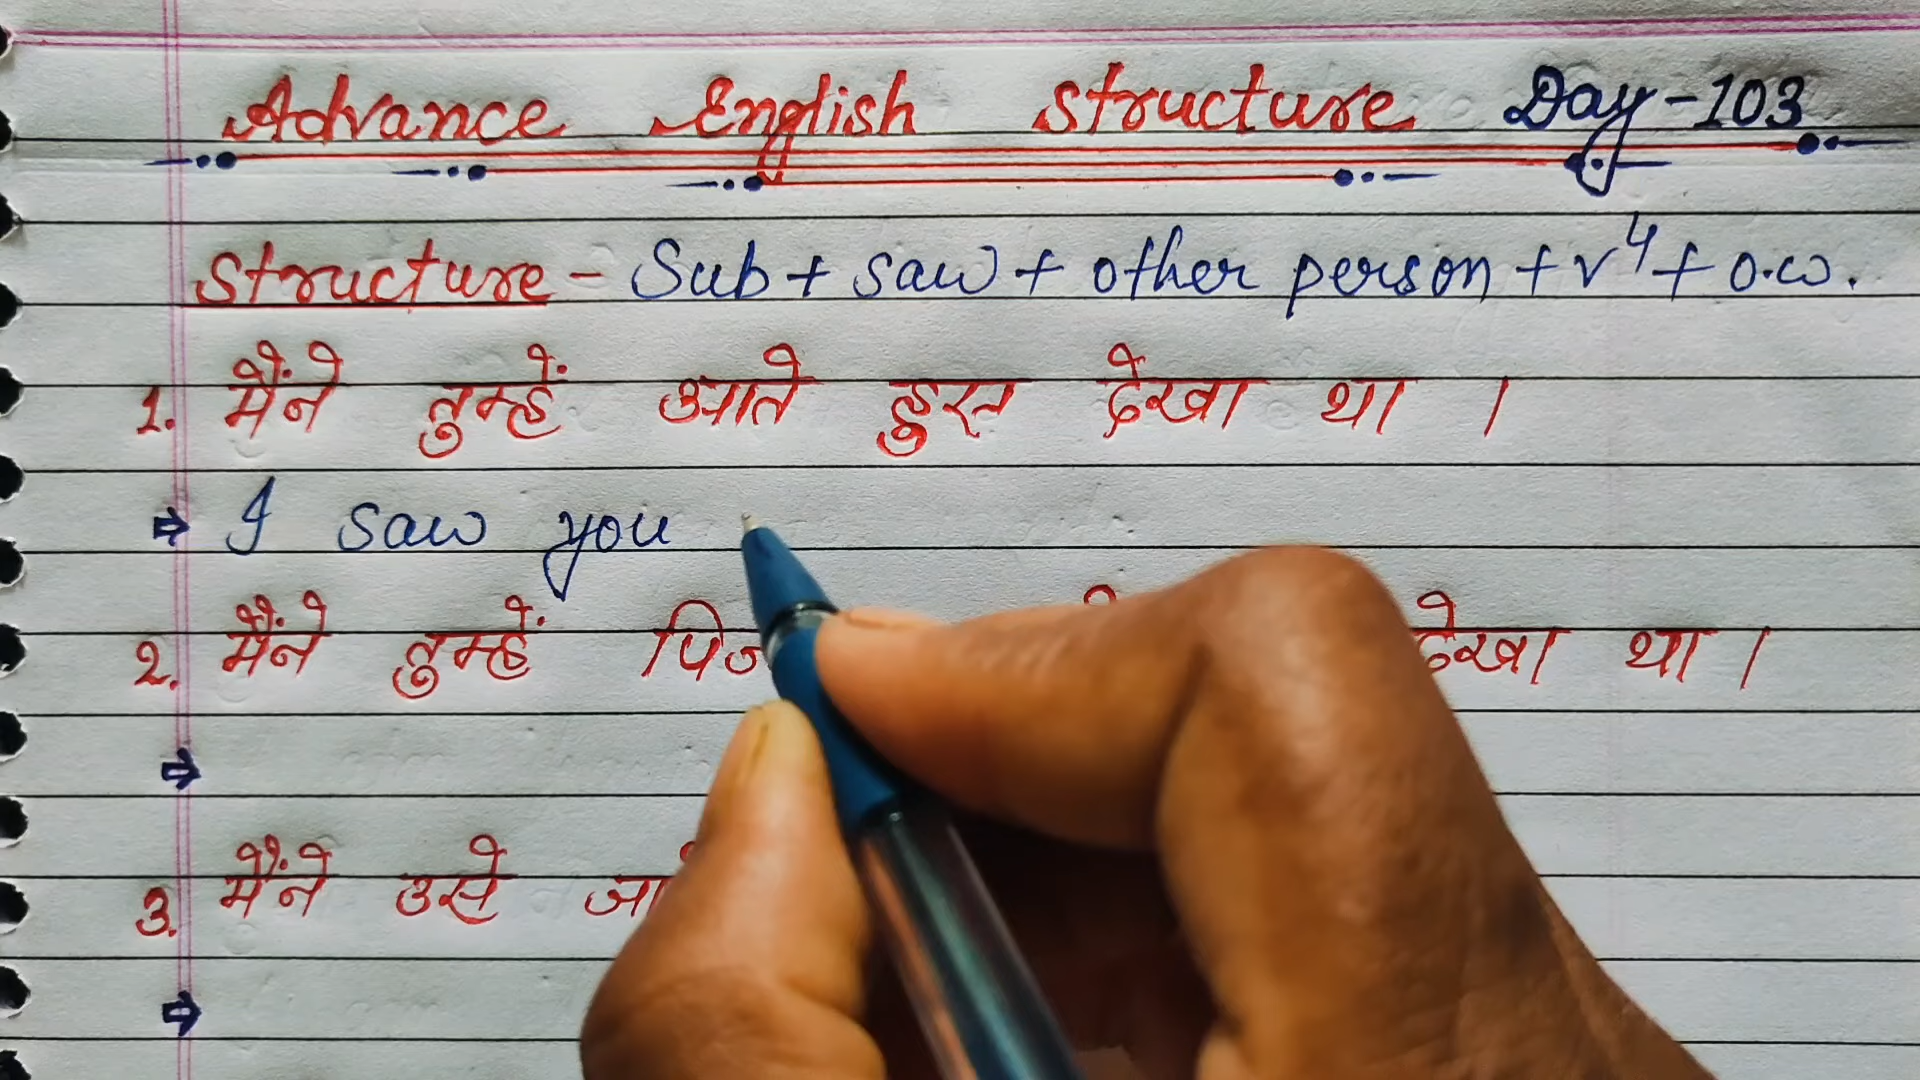 Advance English structure Day-103
Structure - Sub + saw + other person + v⁴ + o.w.
1. मैंने तुम्हें आते हुए देखा था ।
⇒ I saw you
2. मैंने तुम्हें देखा था ।
⇒
3. मैंने उसे
⇒